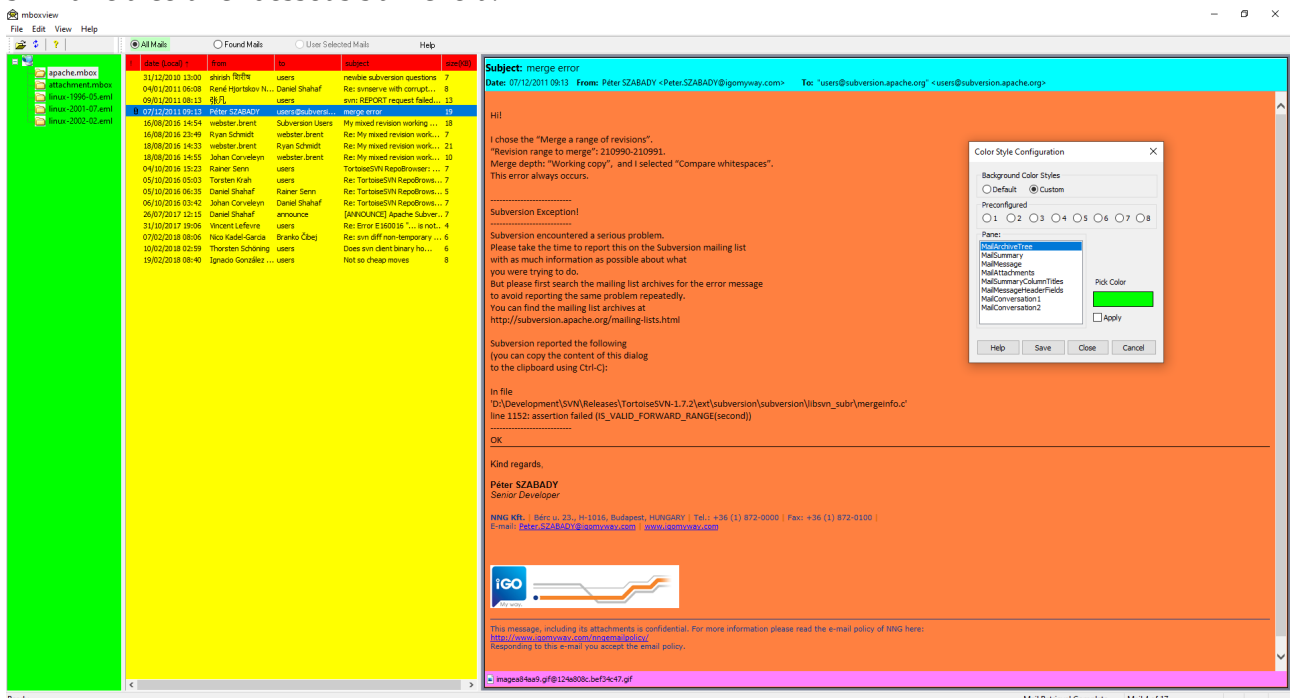 mboxview
File Edit View Help
All Mails Found Mails User Selected Mails Help
apache.mbox
attachment.mbox
linux-1996-05.eml
linux-2001-07.eml
linux-2002-02.eml
! date (Local) from to subject size(KB)
31/12/2010 13:00 shirish शिरीष users newbie subversion questions 7
04/01/2011 06:08 René Hjortskov N... Daniel Shahaf Re: svnserve with corrupt... 8
09/01/2011 08:13 张凡 users svn: REPORT request failed... 13
07/12/2011 09:13 Péter SZABADY users@subversi... merge error 19
16/08/2016 14:54 webster.brent Subversion Users My mixed revision working ... 18
16/08/2016 23:49 Ryan Schmidt webster.brent Re: My mixed revision work... 7
18/08/2016 14:33 webster.brent Ryan Schmidt Re: My mixed revision work... 21
18/08/2016 14:55 Johan Corveleyn webster.brent Re: My mixed revision work... 10
04/10/2016 15:23 Rainer Senn users TortoiseSVN RepoBrowser: ... 7
05/10/2016 05:03 Torsten Krah users Re: TortoiseSVN RepoBrows... 7
05/10/2016 06:35 Daniel Shahaf Rainer Senn Re: TortoiseSVN RepoBrows... 5
06/10/2016 03:42 Johan Corveleyn Daniel Shahaf Re: TortoiseSVN RepoBrows... 7
26/07/2017 12:15 Daniel Shahaf announce [ANNOUNCE] Apache Subver... 7
31/10/2017 19:06 Vincent Lefevre users Re: Error E160016 "... is not... 4
07/02/2018 08:06 Nico Kadel-Garcia Branko Čibej Re: svn diff non-temporary ... 6
10/02/2018 02:59 Thorsten Schöning users Does svn client binary ho... 6
19/02/2018 08:40 Ignacio González ... users Not so cheap moves 8
Subject: merge error
Date: 07/12/2011 09:13 From: Péter SZABADY <Peter.SZABADY@igomyway.com> To: "users@subversion.apache.org" <users@subversion.apache.org>
Hi!
I chose the “Merge a range of revisions”.
“Revision range to merge”: 210990-210991.
Merge depth: “Working copy”, and I selected “Compare whitespaces”.
This error always occurs.
---------------------------
Subversion Exception!
---------------------------
Subversion encountered a serious problem.
Please take the time to report this on the Subversion mailing list
with as much information as possible about what
you were trying to do.
But please first search the mailing list archives for the error message
to avoid reporting the same problem repeatedly.
You can find the mailing list archives at
http://subversion.apache.org/mailing-lists.html
Subversion reported the following
(you can copy the content of this dialog
to the clipboard using Ctrl-C):
In file
'D:\Development\SVN\Releases\TortoiseSVN-1.7.2\ext\subversion\subversion\libsvn_subr\mergeinfo.c'
line 1152: assertion failed (IS_VALID_FORWARD_RANGE(second))
---------------------------
OK
Kind regards,
Péter SZABADY
Senior Developer
NNG Kft. | Bérc u. 23., H-1016, Budapest, HUNGARY | Tel.: +36 (1) 872-0000 | Fax: +36 (1) 872-0100 |
E-mail: Peter.SZABADY@igomyway.com | www.igomyway.com
iGO
My way.
This message, including its attachments is confidential. For more information please read the e-mail policy of NNG here:
http://www.igomyway.com/nngemailpolicy/
Responding to this e-mail you accept the email policy.
imagea84aa9.gif@124a808c.bef34c47.gif
Color Style Configuration
Background Color Styles
Default Custom
Preconfigured
1 2 3 4 5 6 7 8
Pane:
MailArchiveTree
MailSummary
MailMessage
MailAttachments
MailSummaryColumnTitles
MailMessageHeaderFields
MailConversation1
MailConversation2
Pick Color
Apply
Help Save Close Cancel